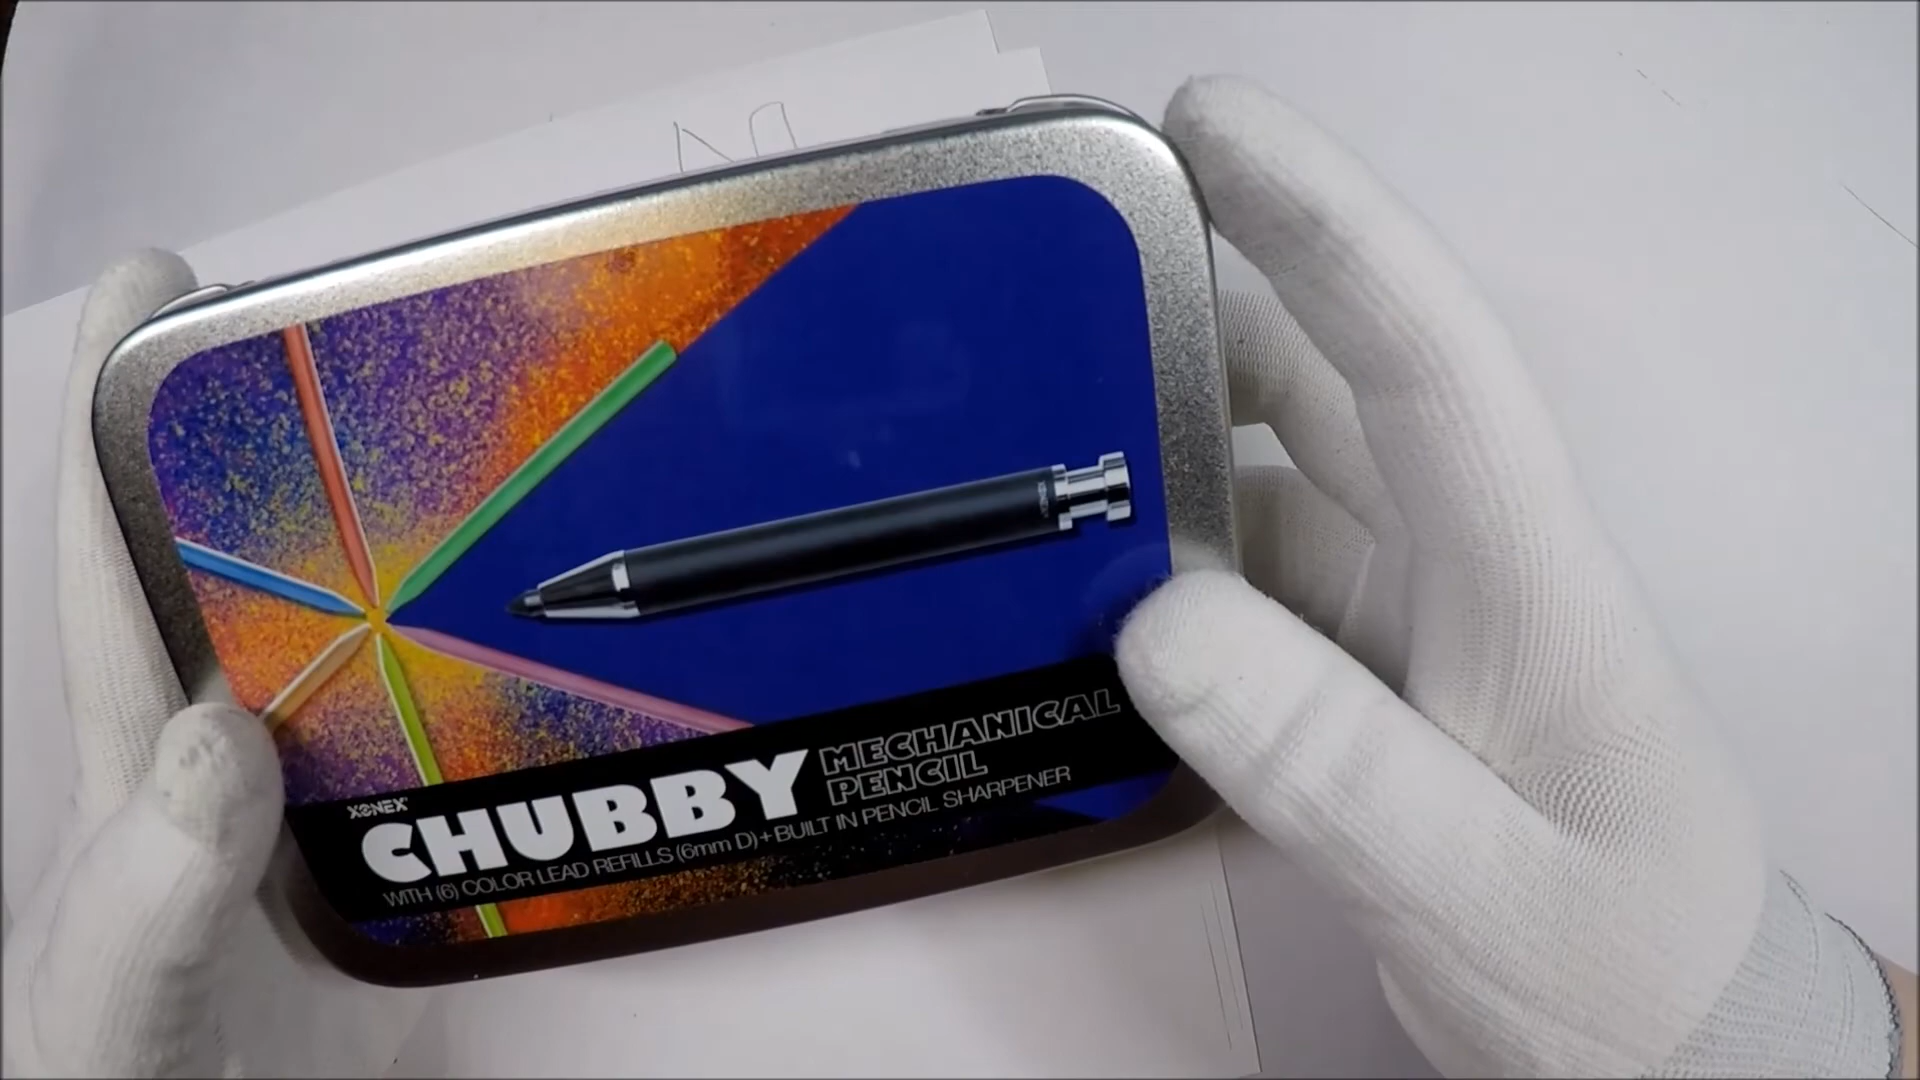 XONEX
CHUBBY
MECHANICAL
PENCIL
WITH (6) COLOR LEAD REFILLS (6mm D) + BUILT IN PENCIL SHARPENER